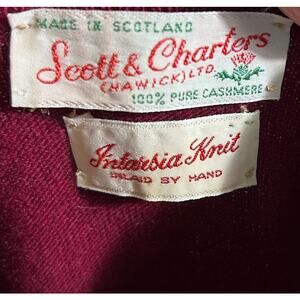 MADE IN SCOTLAND
Scott & Charters
(HAWICK) LTD.
100% PURE CASHMERE
Intarsia Knit
INLAID BY HAND